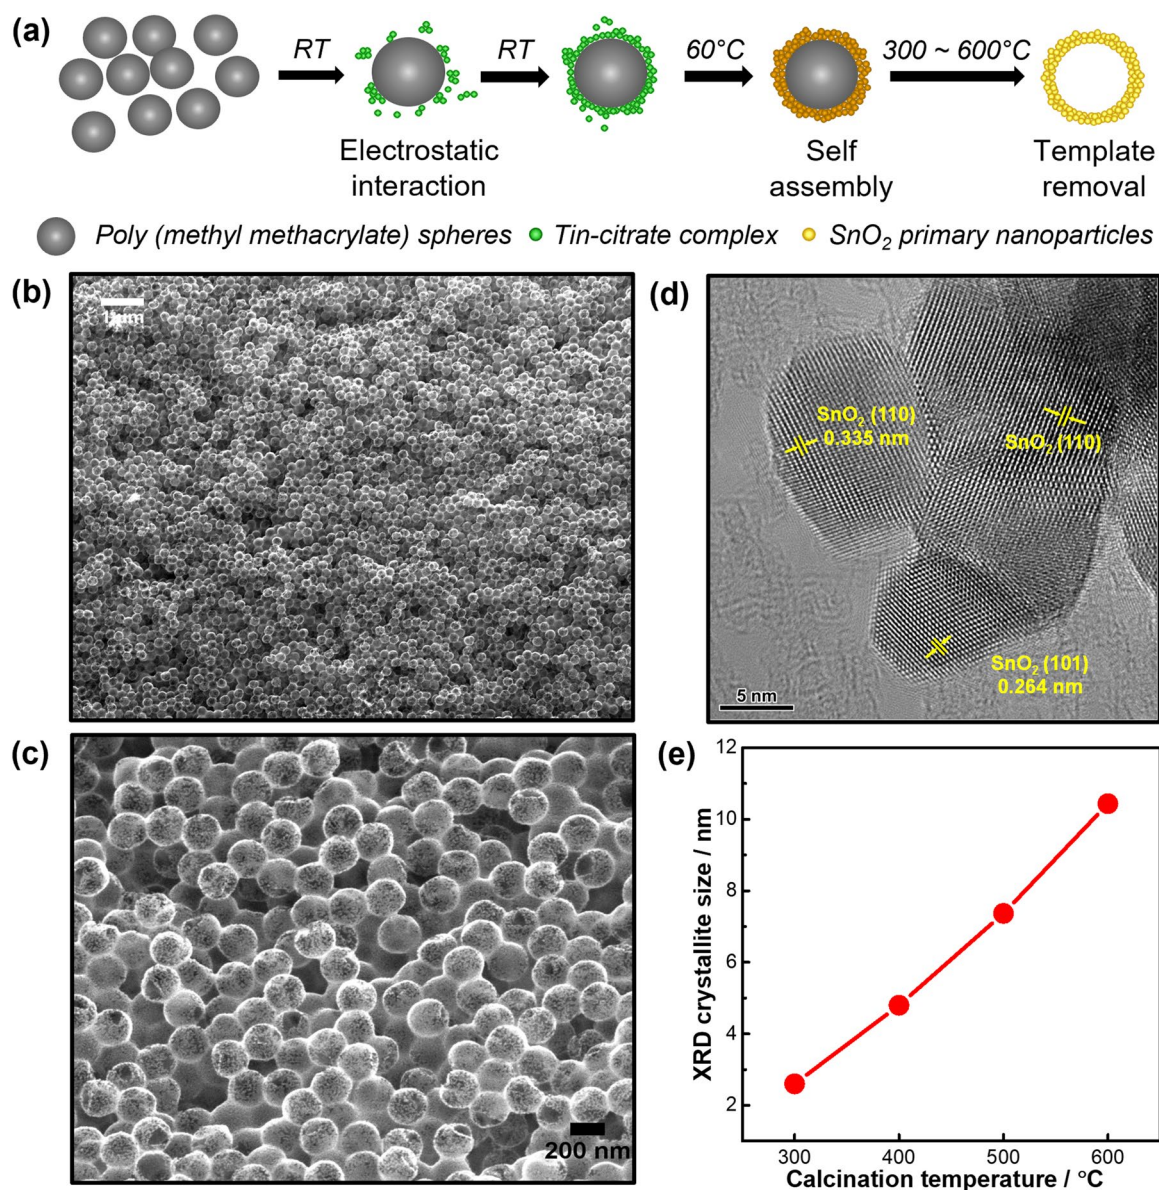 (a)
RT
RT
60°C
300 ~ 600°C
Electrostatic
interaction
Self
assembly
Template
removal
Poly (methyl methacrylate) spheres
Tin-citrate complex
SnO₂ primary nanoparticles
(b)
1μm
(d)
SnO₂ (110)
0.335 nm
SnO₂ (110)
SnO₂ (101)
0.264 nm
5 nm
(c)
200 nm
(e)
XRD crystallite size / nm
12
10
8
6
4
2
300
400
500
600
Calcination temperature / °C